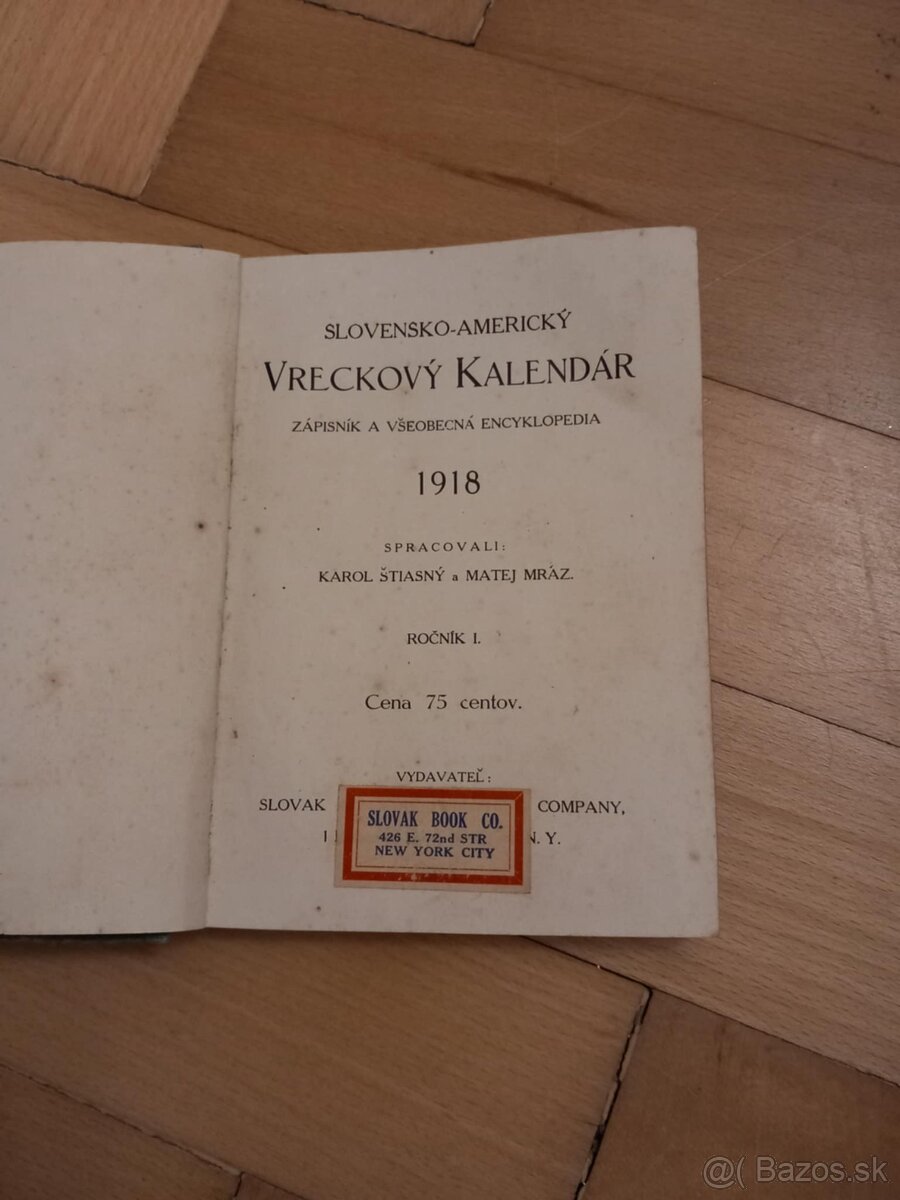 SLOVENSKO-AMERICKÝ
VRECKOVÝ KALENDÁR
ZÁPISNÍK A VŠEOBECNÁ ENCYKLOPEDIA
1918
SPRACOVALI:
KAROL ŠTIASNÝ a MATEJ MRÁZ.
ROČNÍK I.
Cena 75 centov.
VYDAVATEĽ:
SLOVAK COMPANY,
N. Y.
SLOVAK BOOK CO.
426 E. 72nd STR
NEW YORK CITY
@( Bazos.sk